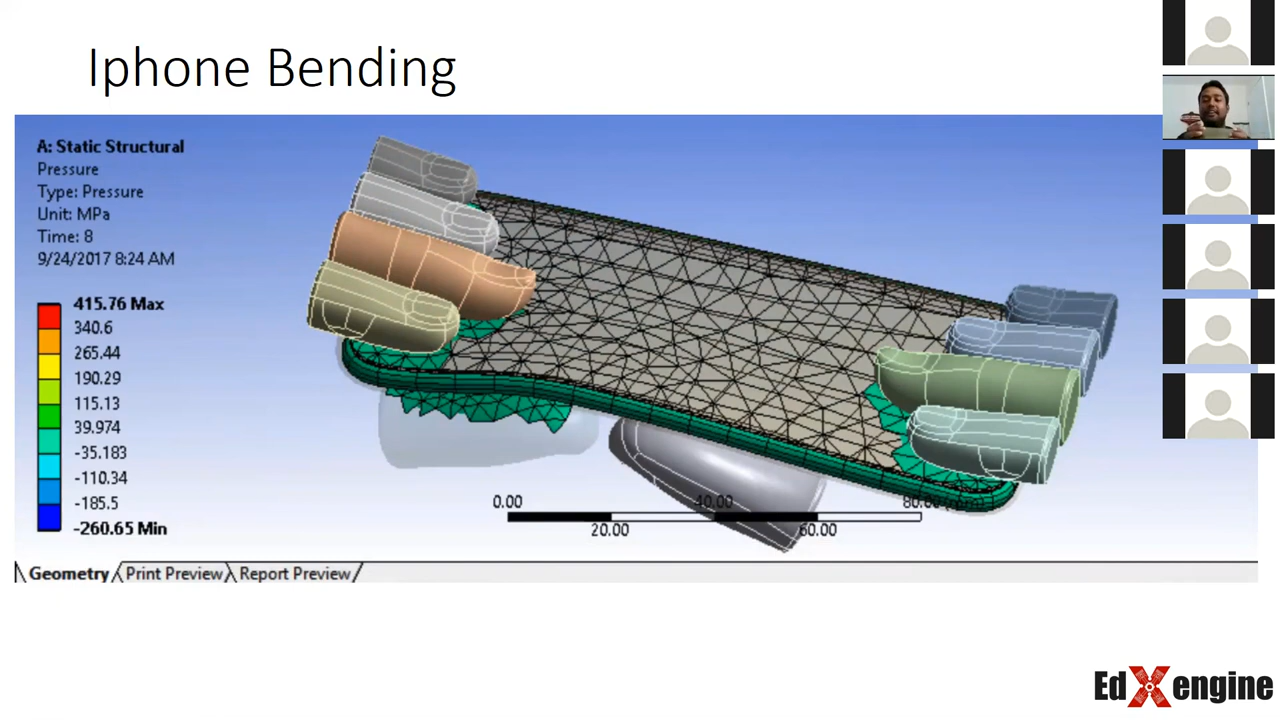 Iphone Bending
A: Static Structural
Pressure
Type: Pressure
Unit: MPa
Time: 8
9/24/2017 8:24 AM
415.76 Max
340.6
265.44
190.29
115.13
39.974
-35.183
-110.34
-185.5
-260.65 Min
0.00
40.00
80.00
20.00
60.00
Geometry
Print Preview
Report Preview
EdXengine